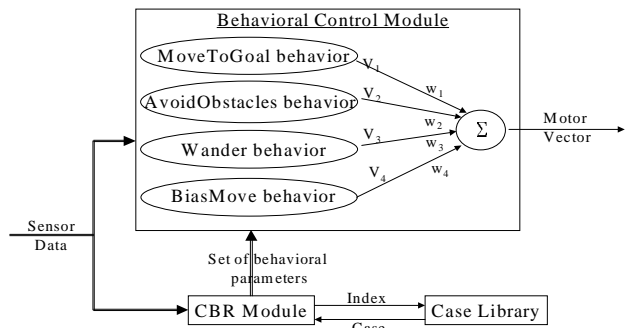 Behavioral Control Module
MoveToGoal behavior
V1
w1
AvoidObstacles behavior
V2
w2
Σ
Motor
Vector
Wander behavior
V3
w3
BiasMove behavior
V4
w4
Sensor
Data
Set of behavioral
parameters
CBR Module
Index
Case Library
Case